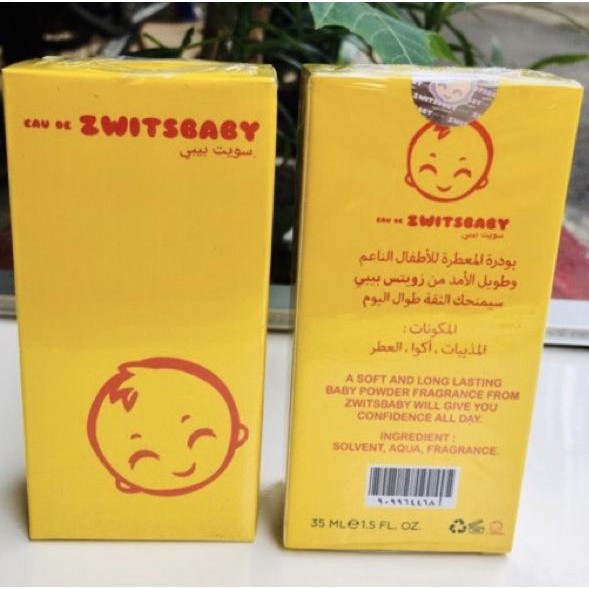 EAU DE ZWITSBABY
سويت بيبي
EAU DE ZWITSBABY
سويت بيبي
بودرة المعطرة للأطفال الناعم
وطويل الأمد من زويتس بيبي
سيمنحك الثقة طوال اليوم
المكونات :
المذيبات ، أكوا ، العطر
A SOFT AND LONG LASTING
BABY POWDER FRAGRANCE FROM
ZWITSBABY WILL GIVE YOU
CONFIDENCE ALL DAY.
INGREDIENT :
SOLVENT, AQUA, FRAGRANCE.
٩٠٩٩٦٤٤٦٨
35 ML e 1.5 FL. OZ.